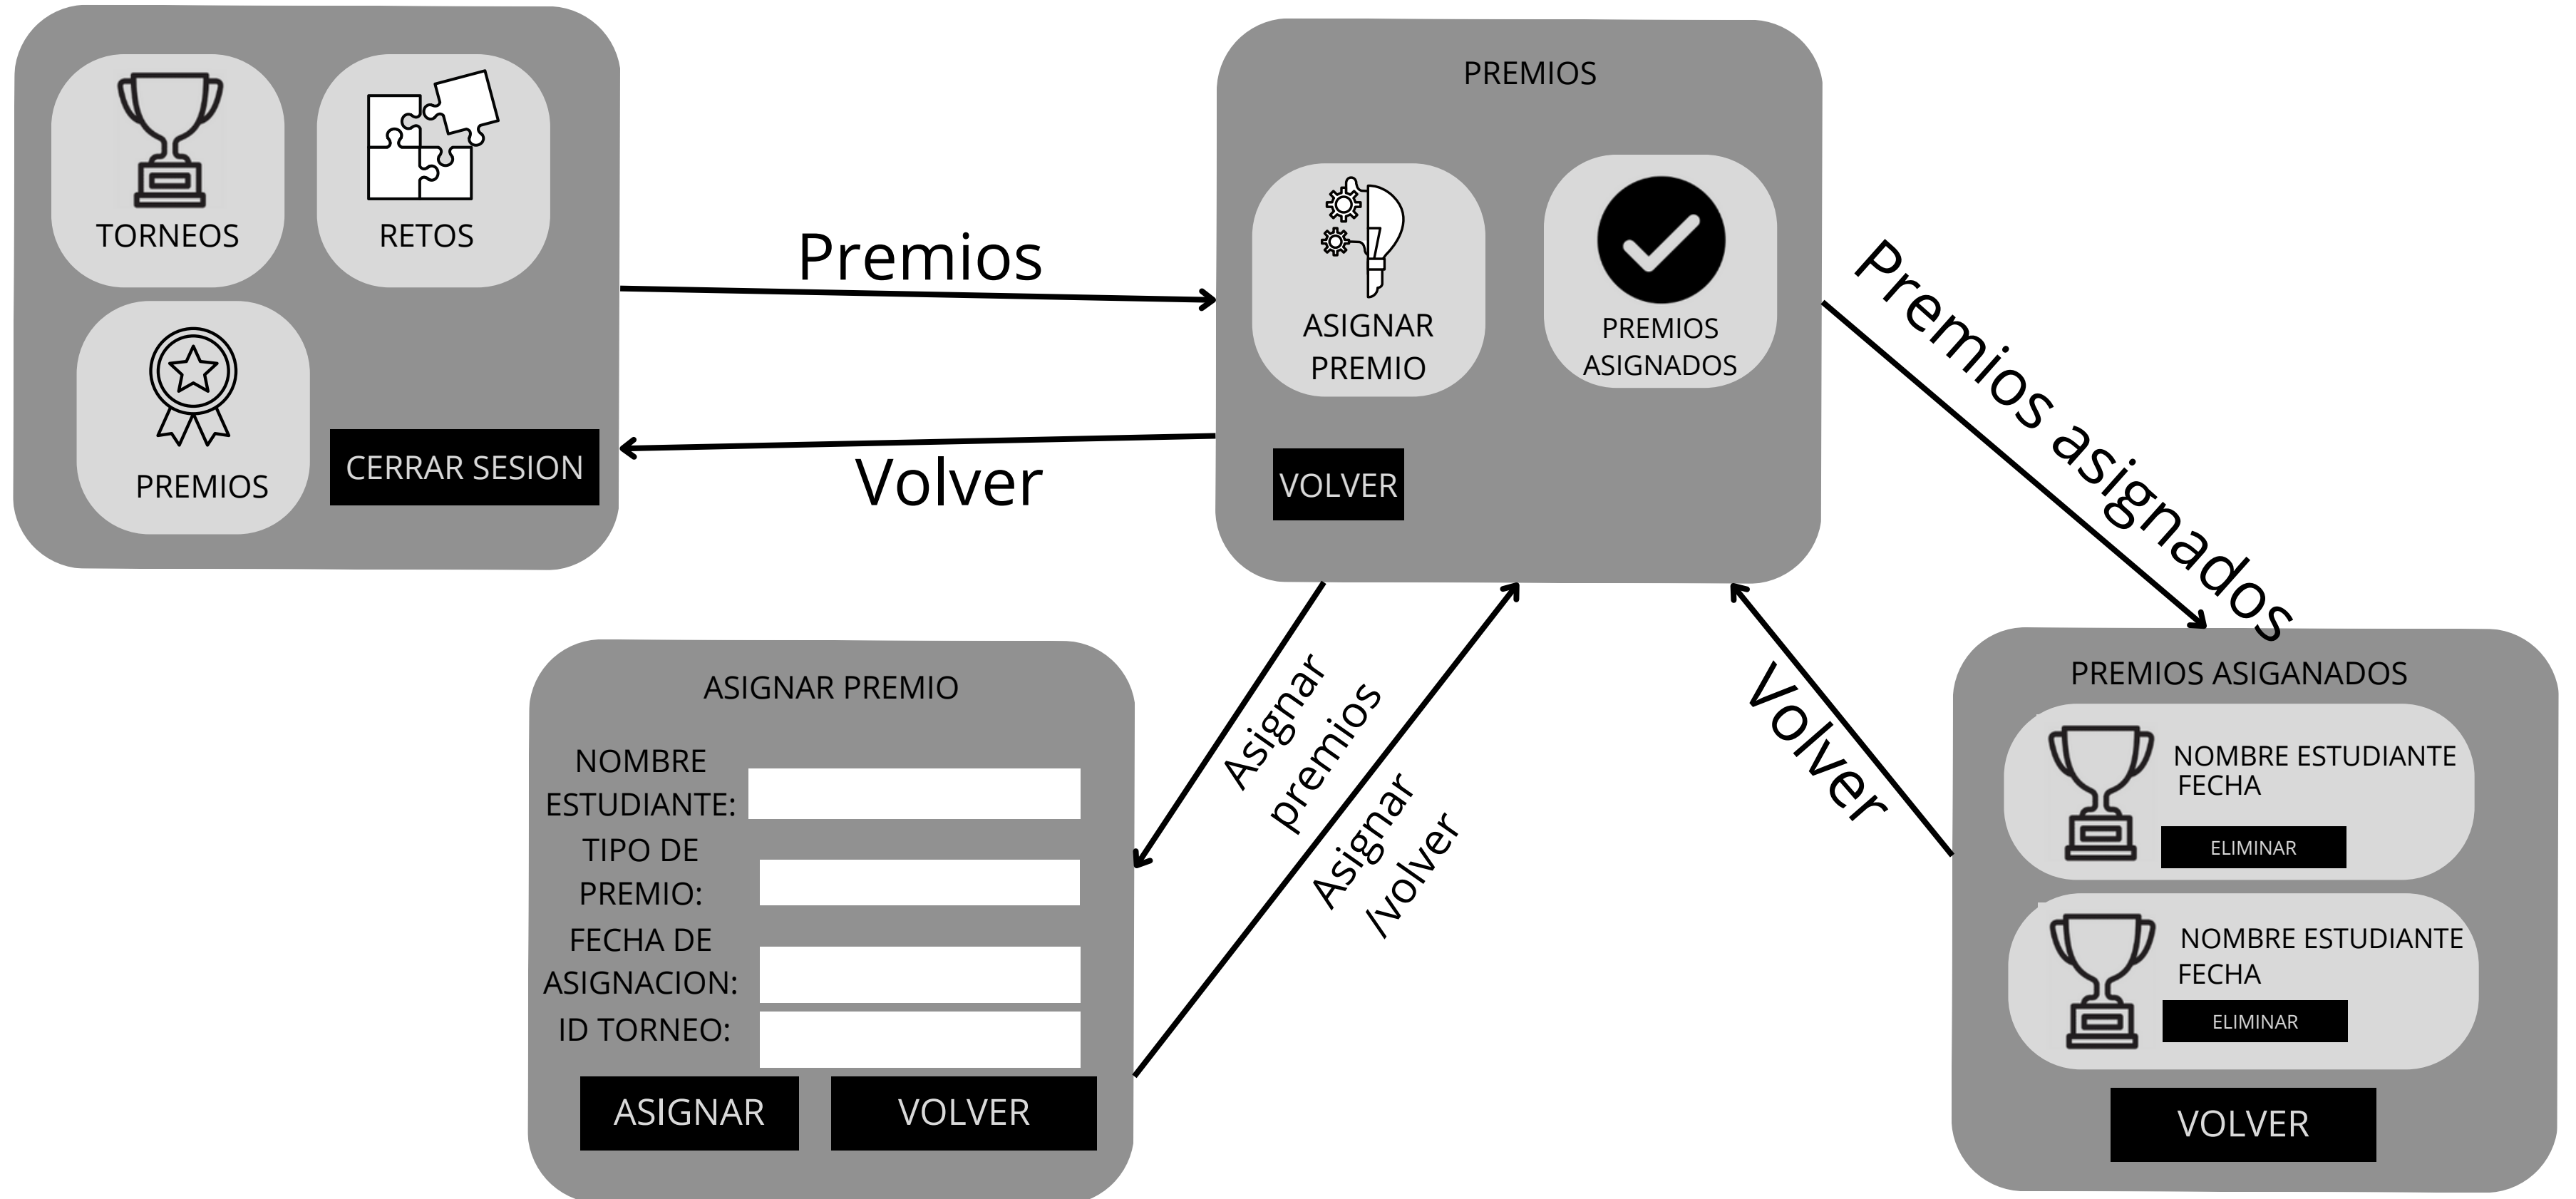 TORNEOS
RETOS
PREMIOS
CERRAR SESION
Premios
Volver
PREMIOS
ASIGNAR
PREMIO
PREMIOS
ASIGNADOS
VOLVER
Premios asignados
Asignar
premios
Asignar
/volver
Volver
ASIGNAR PREMIO
NOMBRE
ESTUDIANTE:
TIPO DE
PREMIO:
FECHA DE
ASIGNACION:
ID TORNEO:
ASIGNAR
VOLVER
PREMIOS ASIGANADOS
NOMBRE ESTUDIANTE
FECHA
ELIMINAR
NOMBRE ESTUDIANTE
FECHA
ELIMINAR
VOLVER